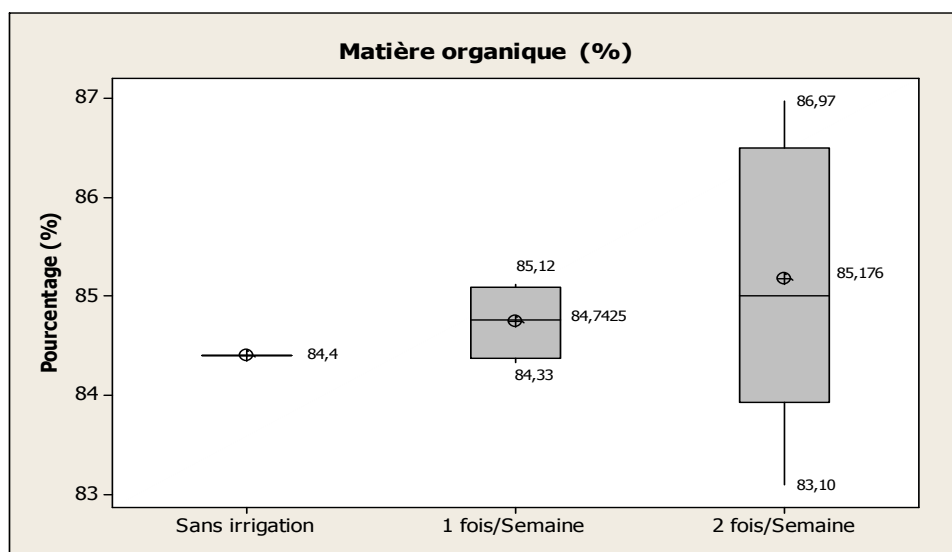 Matière organique (%)
Pourcentage (%)
87
86
85
84
83
86,97
85,176
83,10
85,12
84,7425
84,33
84,4
Sans irrigation
1 fois/Semaine
2 fois/Semaine